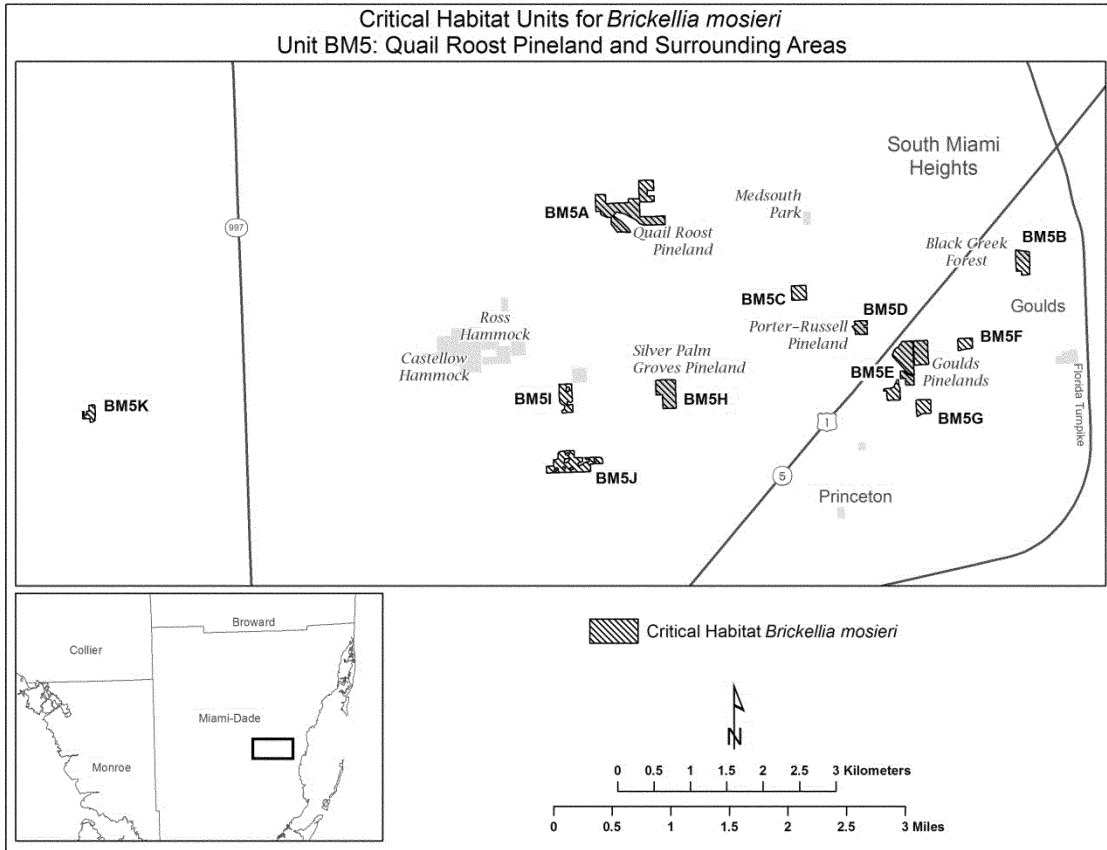 Critical Habitat Units for Brickellia mosieri
Unit BM5: Quail Roost Pineland and Surrounding Areas
South Miami
Heights
BM5A
Medsouth
Park
997
Quail Roost
Pineland
BM5B
Black Creek
Forest
BM5C
BM5D
Goulds
Ross
Hammock
Porter-Russell
Pineland
BM5F
Castellow
Hammock
Silver Palm
Groves Pineland
BM5E
Goulds
Pinelands
Florida Turnpike
BM5K
BM5I
BM5H
BM5G
1
BM5J
5
Princeton
Broward
Collier
Miami-Dade
Monroe
Critical Habitat Brickellia mosieri
N
0 0.5 1 1.5 2 2.5 3 Kilometers
0 0.5 1 2 3 Miles